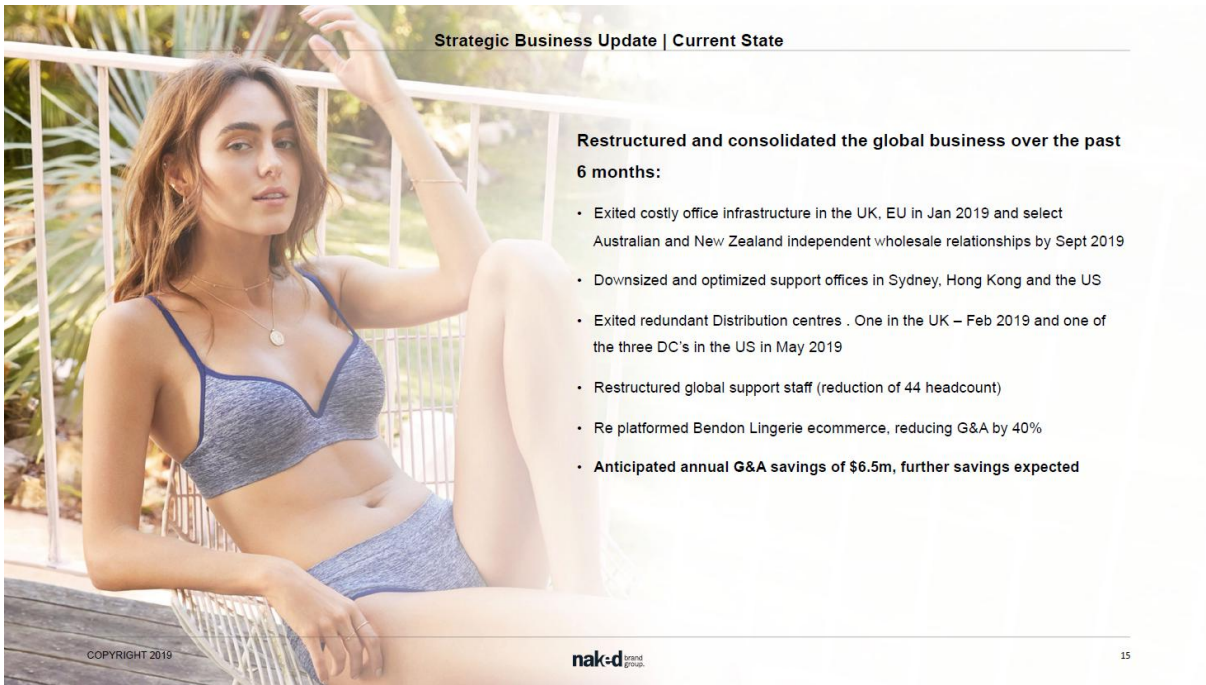 Strategic Business Update | Current State
Restructured and consolidated the global business over the past
6 months:
• Exited costly office infrastructure in the UK, EU in Jan 2019 and select
Australian and New Zealand independent wholesale relationships by Sept 2019
• Downsized and optimized support offices in Sydney, Hong Kong and the US
• Exited redundant Distribution centres . One in the UK – Feb 2019 and one of
the three DC's in the US in May 2019
• Restructured global support staff (reduction of 44 headcount)
• Re platformed Bendon Lingerie ecommerce, reducing G&A by 40%
• Anticipated annual G&A savings of $6.5m, further savings expected
COPYRIGHT 2019
naked brand
group.
15